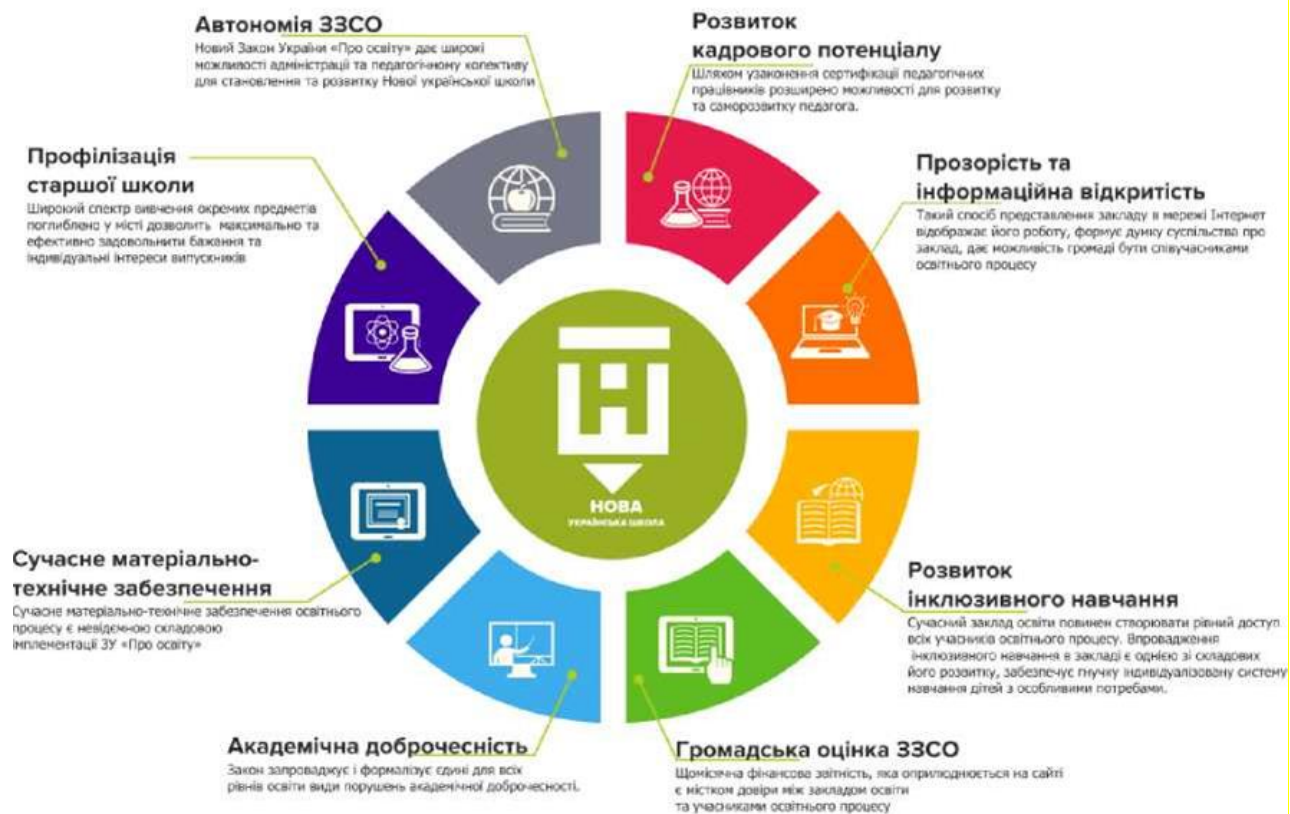 Автономія ЗЗСО
Новий Закон України «Про освіту» дає широкі
можливості адміністрації та педагогічному колективу
для становлення та розвитку Нової української школи
Розвиток
кадрового потенціалу
Шляхом узаконення сертифікації педагогічних
працівників розширено можливості для розвитку
та саморозвитку педагога.
Профілізація
старшої школи
Широкий спектр вивчення окремих предметів
поглиблено у місті дозволить максимально та
ефективно задовольнити бажання та
індивідуальні інтереси випускників
Прозорість та
інформаційна відкритість
Такий спосіб представлення закладу в мережі Інтернет
відображає його роботу, формує думку суспільства про
заклад, дає можливість громаді бути співучасниками
освітнього процесу
НОВА
УКРАЇНСЬКА ШКОЛА
Сучасне матеріально-
технічне забезпечення
Сучасне матеріально-технічне забезпечення освітнього
процесу є невідємною складовою
імплементації ЗУ «Про освіту»
Розвиток
інклюзивного навчання
Сучасний заклад освіти повинен створювати рівний доступ
всіх учасників освітнього процесу. Впровадження
інклюзивного навчання в закладі є однією зі складових
його розвитку, забезпечує гнучку індивідуалізовану систему
навчання дітей з особливими потребами.
Академічна доброчесність
Закон запроваджує і формалізує єдині для всіх
рівнів освіти види порушень академічної доброчесності.
Громадська оцінка ЗЗСО
Щомісячна фінансова звітність, яка оприлюднюється на сайті
є містком довіри між закладом освіти
та учасниками освітнього процесу